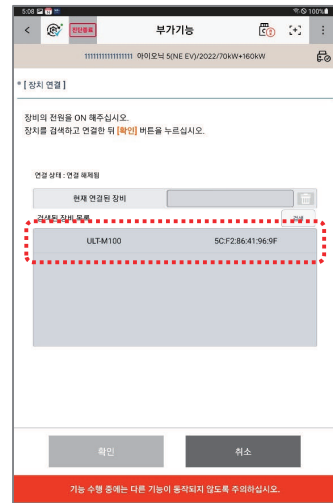 5:08 100%
진단종료 부가기능
11111111111111111 아이오닉 5(NE EV)/2022/70kW+160kW
* [ 장치 연결 ]
장비의 전원을 ON 해주십시오.
장치를 검색하고 연결한 뒤 [확인] 버튼을 누르십시오.
연결 상태 : 연결 해제됨
현재 연결된 장비
검색된 장비 목록 검색
ULT-M100 5C:F2:86:41:96:9F
확인 취소
기능 수행 중에는 다른 기능이 동작되지 않도록 주의하십시오.